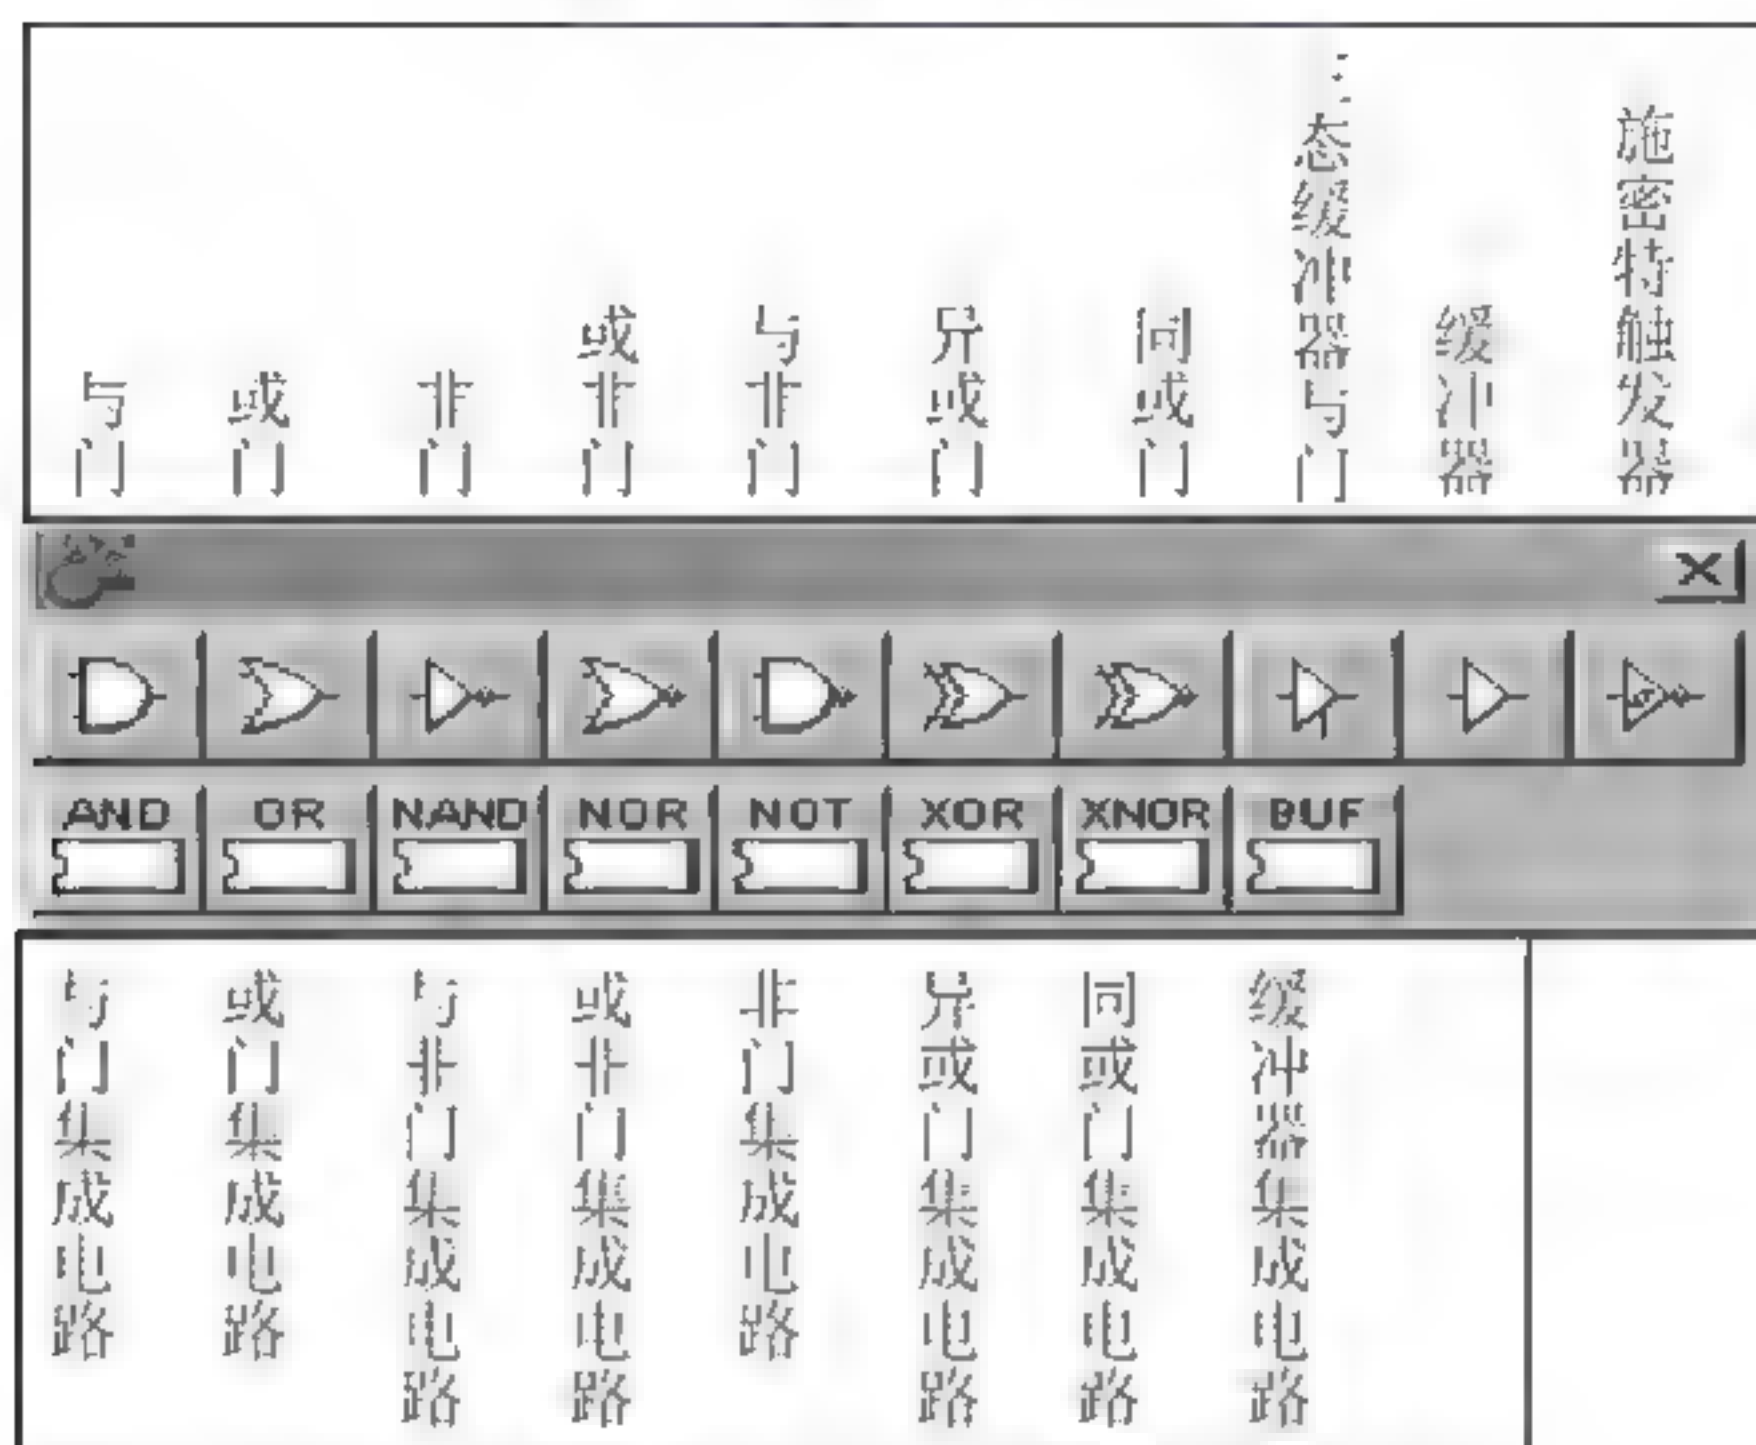 与门
或门
非门
或非门
与非门
异或门
同或门
态缓冲器与门
缓冲器
施密特触发器
AND
OR
NAND
NOR
NOT
XOR
XNOR
BUF
与门集成电路
或门集成电路
与非门集成电路
或非门集成电路
非门集成电路
异或门集成电路
同或门集成电路
缓冲器集成电路